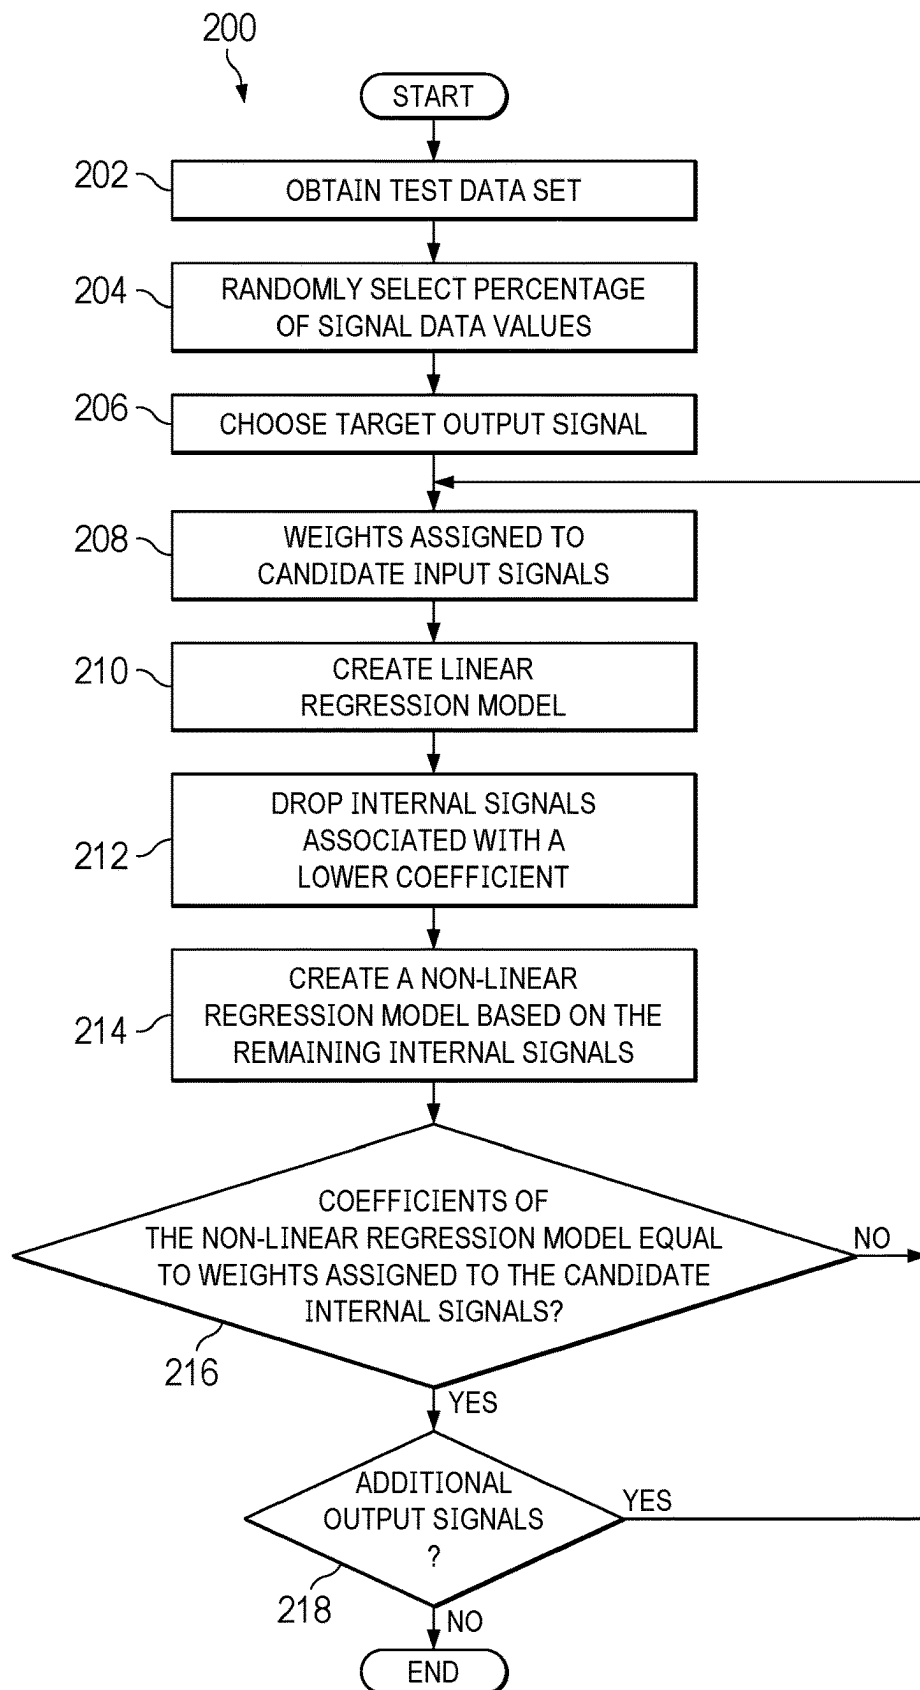 200
START
202
OBTAIN TEST DATA SET
204
RANDOMLY SELECT PERCENTAGE
OF SIGNAL DATA VALUES
206
CHOOSE TARGET OUTPUT SIGNAL
208
WEIGHTS ASSIGNED TO
CANDIDATE INPUT SIGNALS
210
CREATE LINEAR
REGRESSION MODEL
212
DROP INTERNAL SIGNALS
ASSOCIATED WITH A
LOWER COEFFICIENT
214
CREATE A NON-LINEAR
REGRESSION MODEL BASED ON THE
REMAINING INTERNAL SIGNALS
COEFFICIENTS OF
THE NON-LINEAR REGRESSION MODEL EQUAL
TO WEIGHTS ASSIGNED TO THE CANDIDATE
INTERNAL SIGNALS?
NO
216
YES
ADDITIONAL
OUTPUT SIGNALS
?
YES
218
NO
END